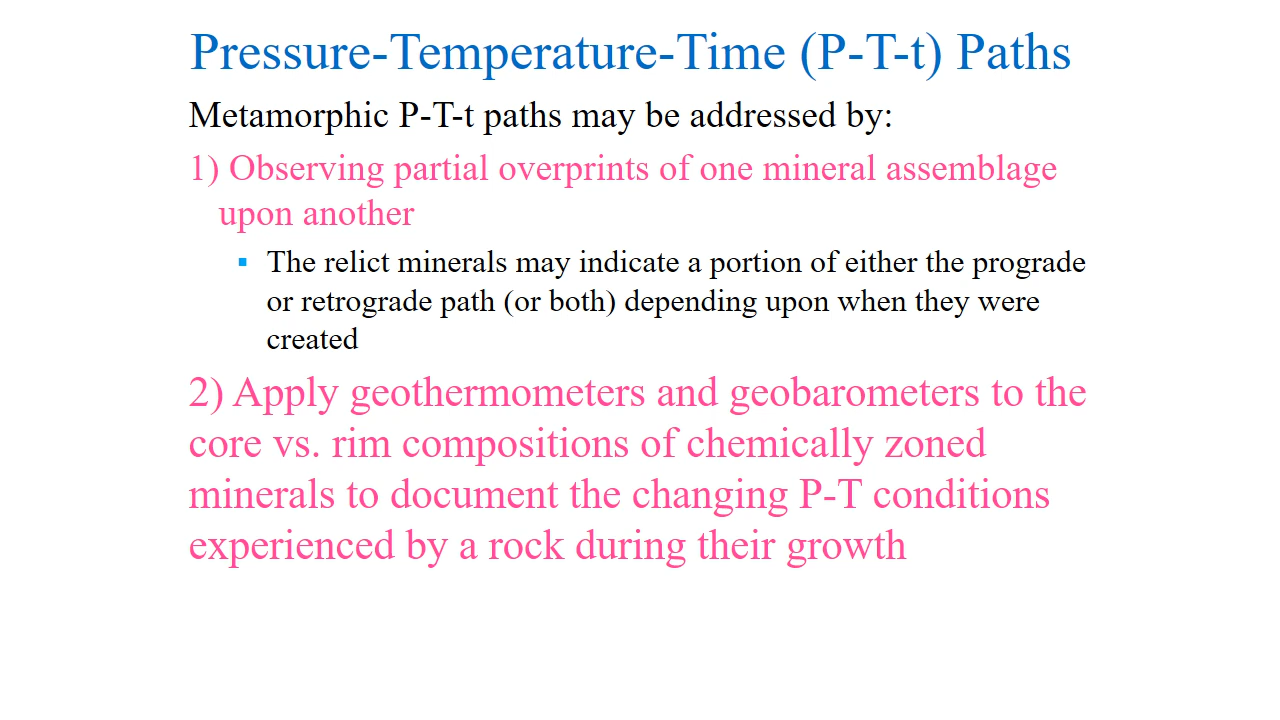 Pressure-Temperature-Time (P-T-t) Paths
Metamorphic P-T-t paths may be addressed by:
1) Observing partial overprints of one mineral assemblage
upon another
▪ The relict minerals may indicate a portion of either the prograde
or retrograde path (or both) depending upon when they were
created
2) Apply geothermometers and geobarometers to the
core vs. rim compositions of chemically zoned
minerals to document the changing P-T conditions
experienced by a rock during their growth